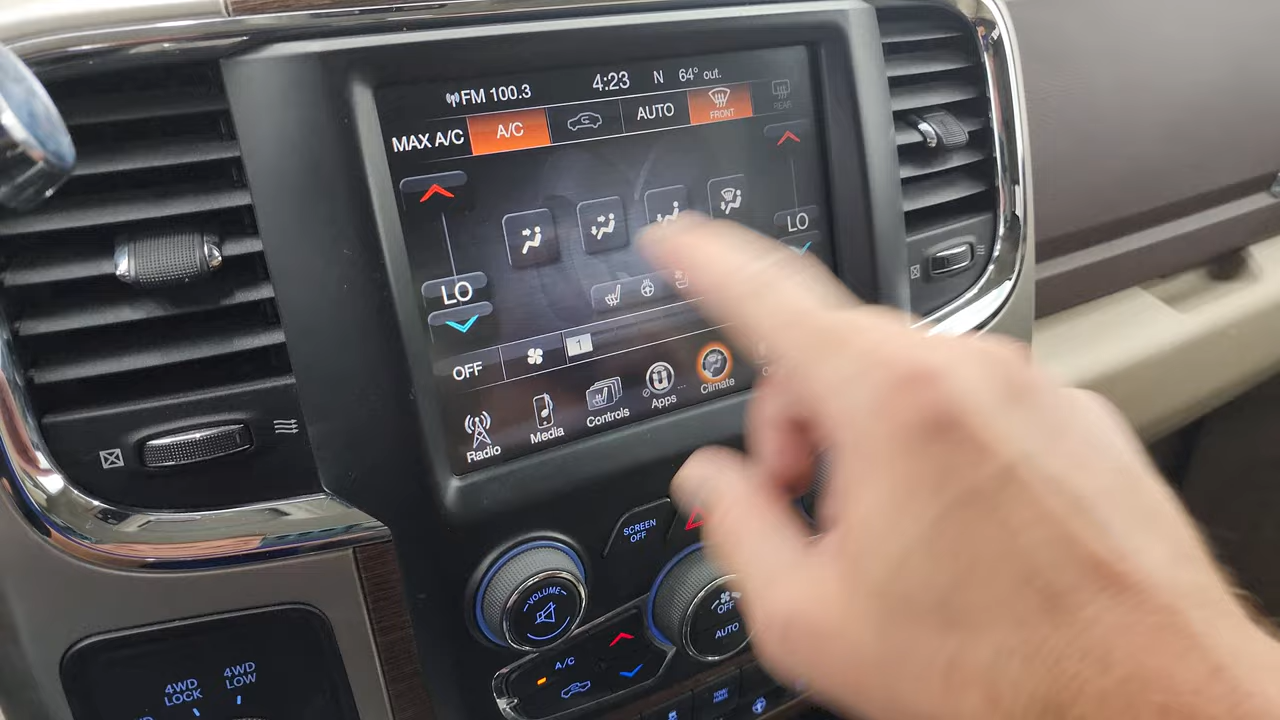 FM 100.3 4:23 N 64° out.
MAX A/C A/C AUTO FRONT REAR
LO
LO
OFF 1
Radio Media Controls Apps Climate
SCREEN
OFF
VOLUME
OFF
AUTO
A/C
4WD
LOCK
4WD
LOW